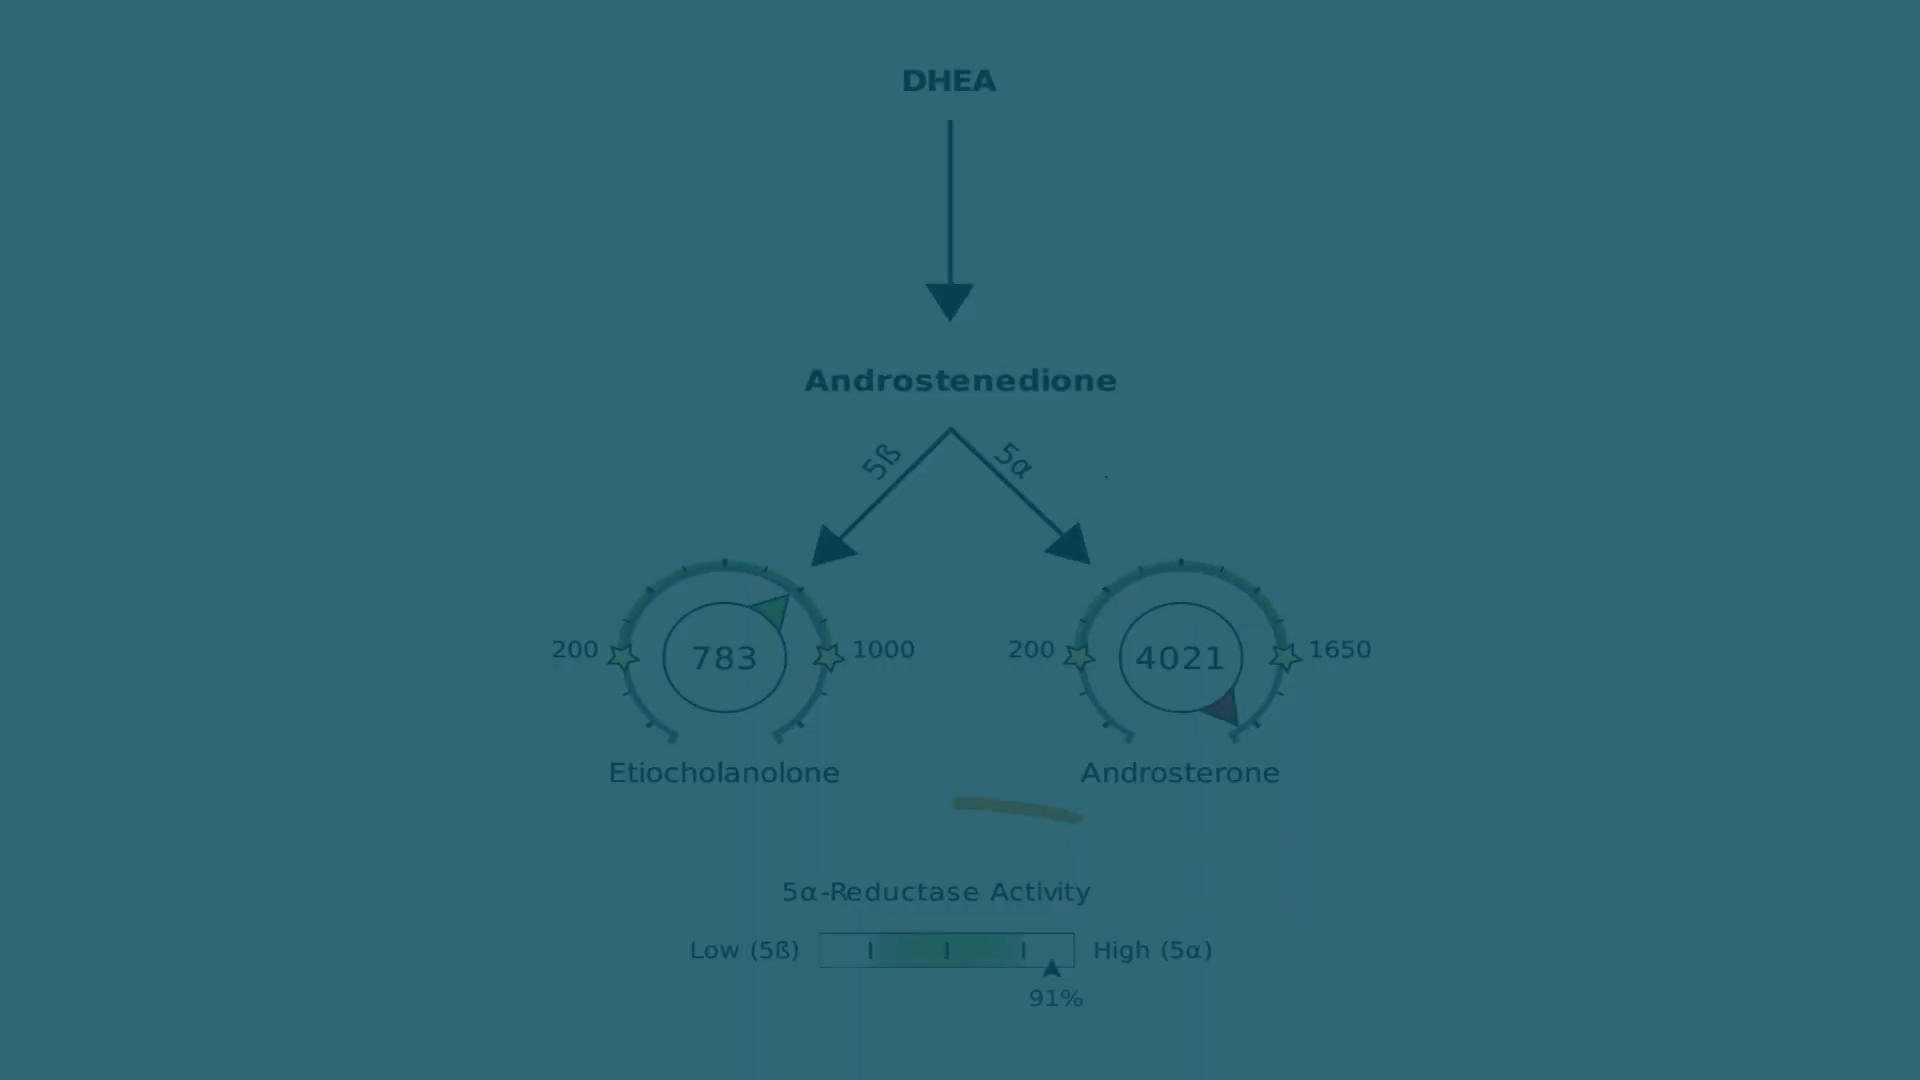 DHEA
Androstenedione
5ß
5α
200
783
1000
200
4021
1650
Etiocholanolone
Androsterone
5α-Reductase Activity
Low (5ß)
High (5α)
91%